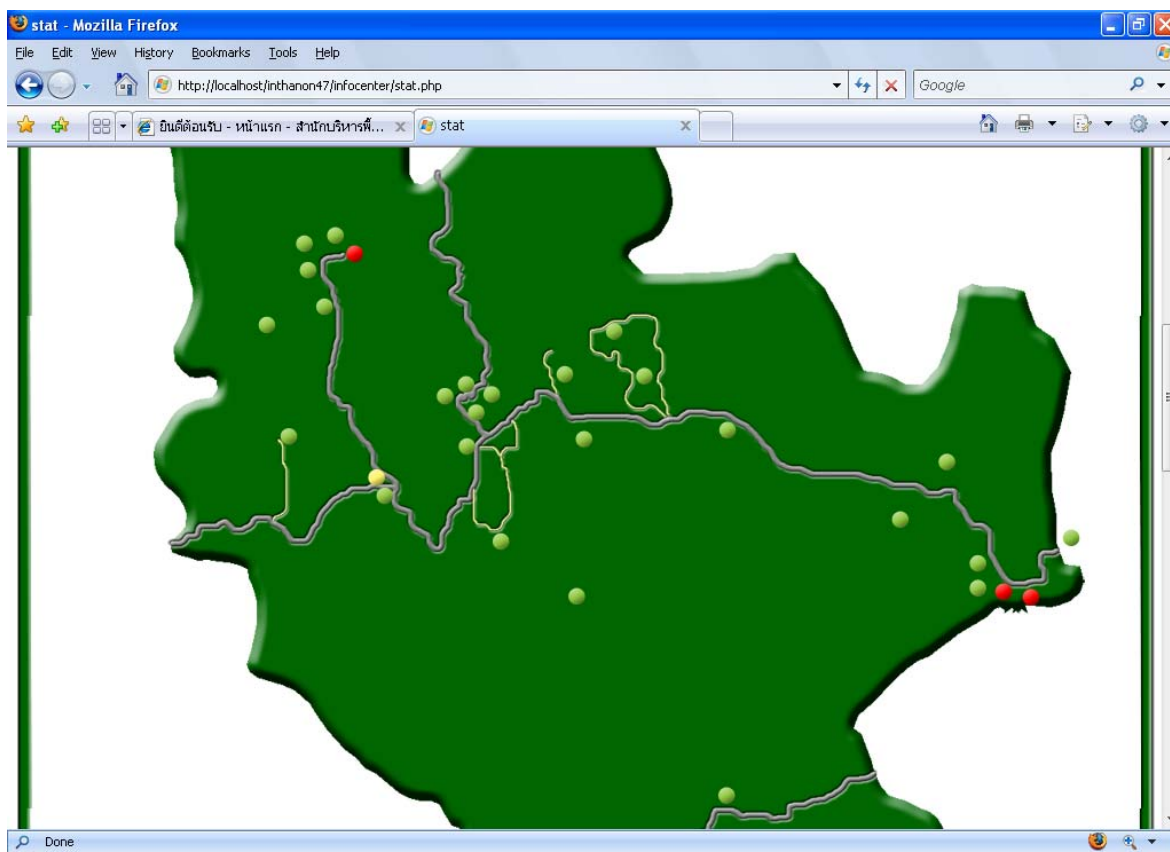 stat - Mozilla Firefox
File Edit View History Bookmarks Tools Help
http://localhost/inthanon47/infocenter/stat.php Google
ยินดีต้อนรับ - หน้าแรก - สำนักบริหารพื้... stat
Done